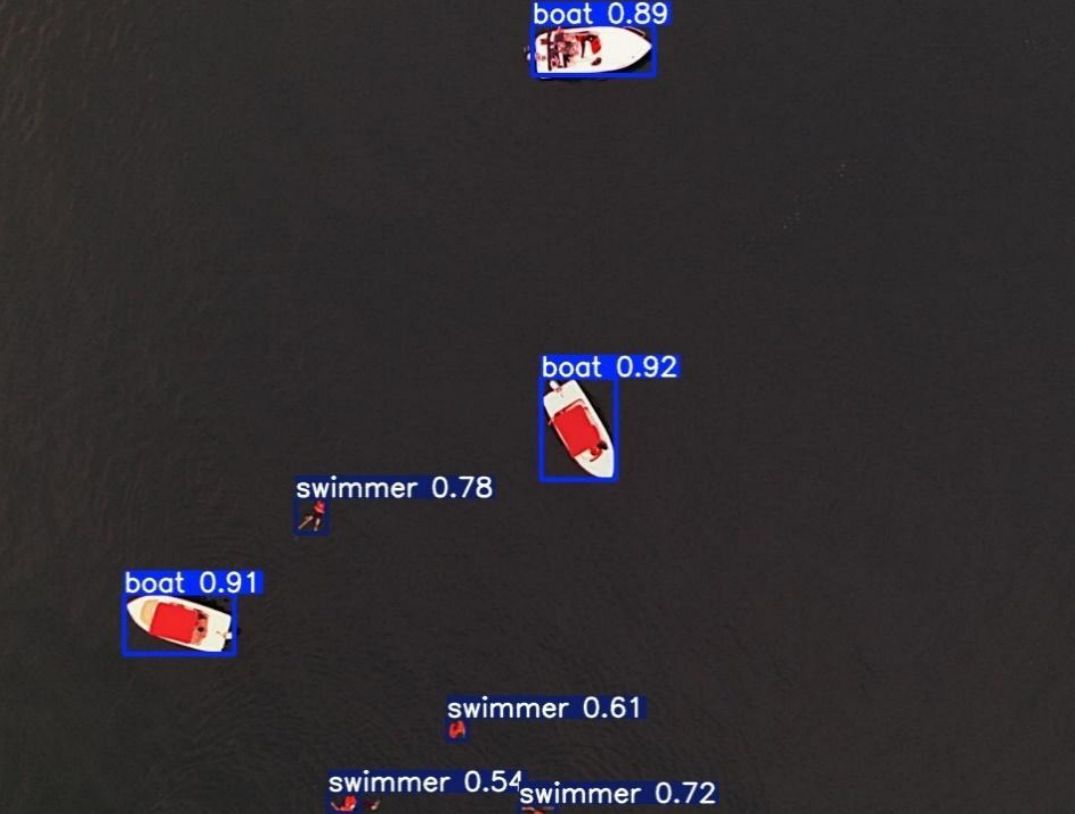 boat 0.89
boat 0.92
swimmer 0.78
boat 0.91
swimmer 0.61
swimmer 0.54
swimmer 0.72